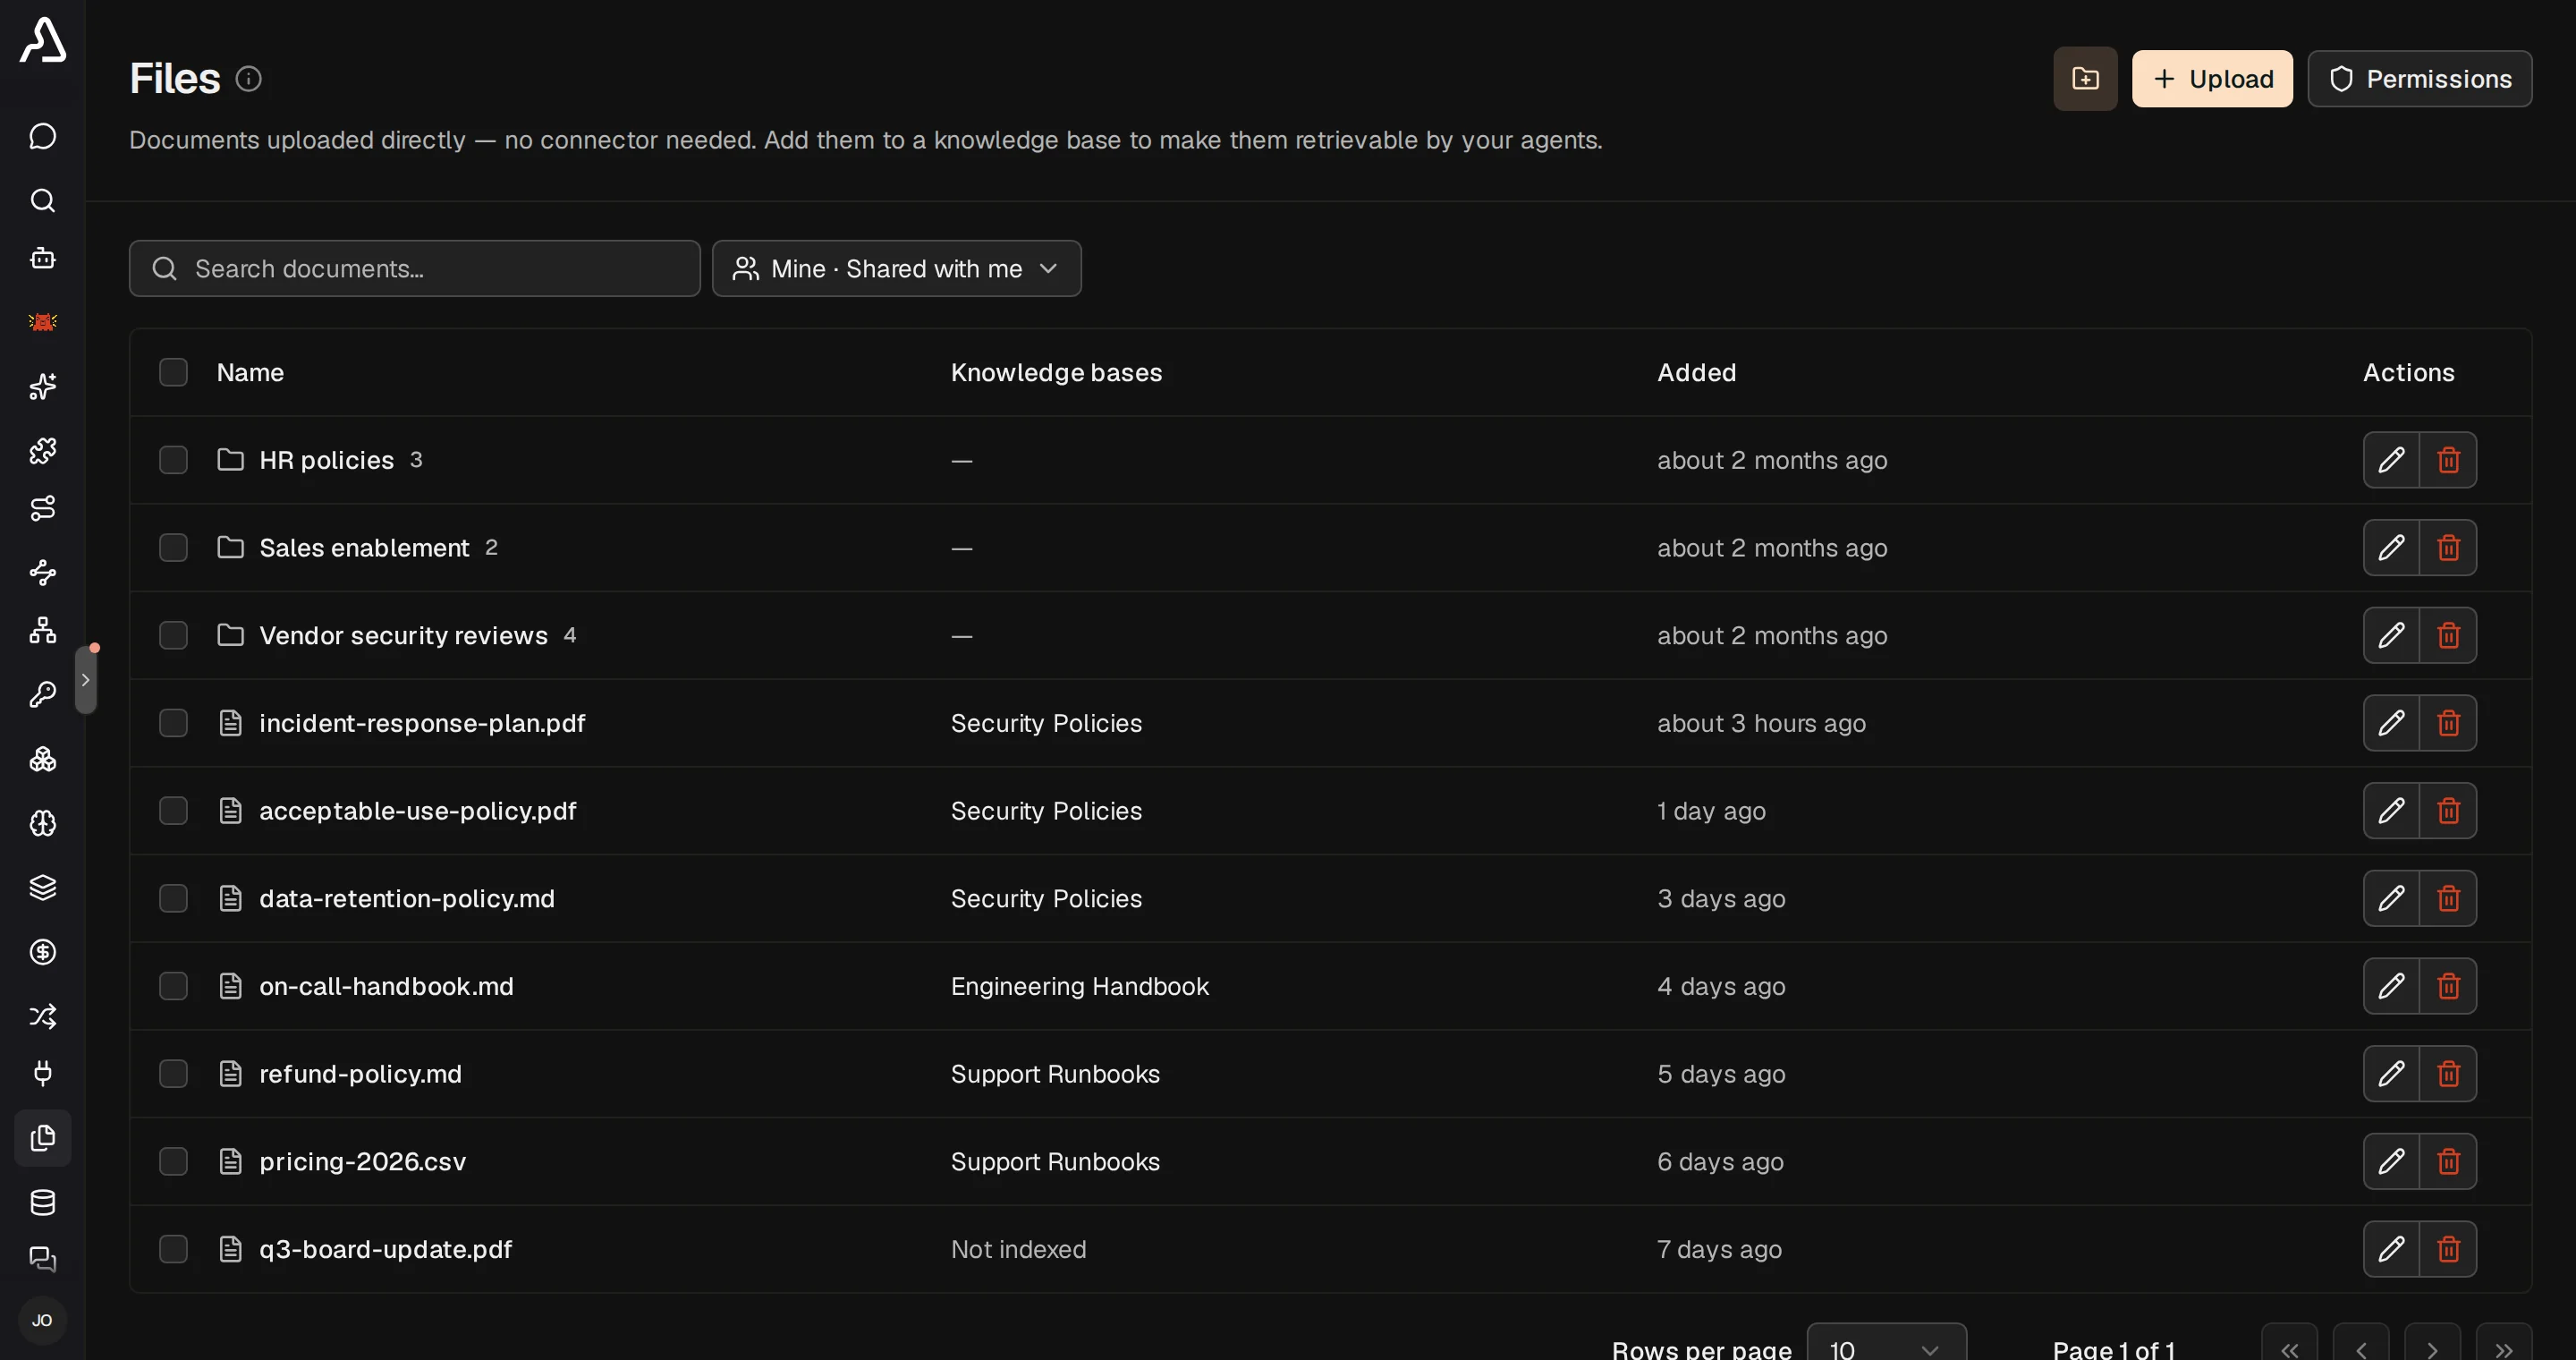 Files
Upload
Permissions
Documents uploaded directly — no connector needed. Add them to a knowledge base to make them retrievable by your agents.
Search documents...
Mine · Shared with me
Name Knowledge bases Added Actions
HR policies 3 — about 2 months ago
Sales enablement 2 — about 2 months ago
Vendor security reviews 4 — about 2 months ago
incident-response-plan.pdf Security Policies about 3 hours ago
acceptable-use-policy.pdf Security Policies 1 day ago
data-retention-policy.md Security Policies 3 days ago
on-call-handbook.md Engineering Handbook 4 days ago
refund-policy.md Support Runbooks 5 days ago
pricing-2026.csv Support Runbooks 6 days ago
q3-board-update.pdf Not indexed 7 days ago
JO
Rows per page 10 Page 1 of 1